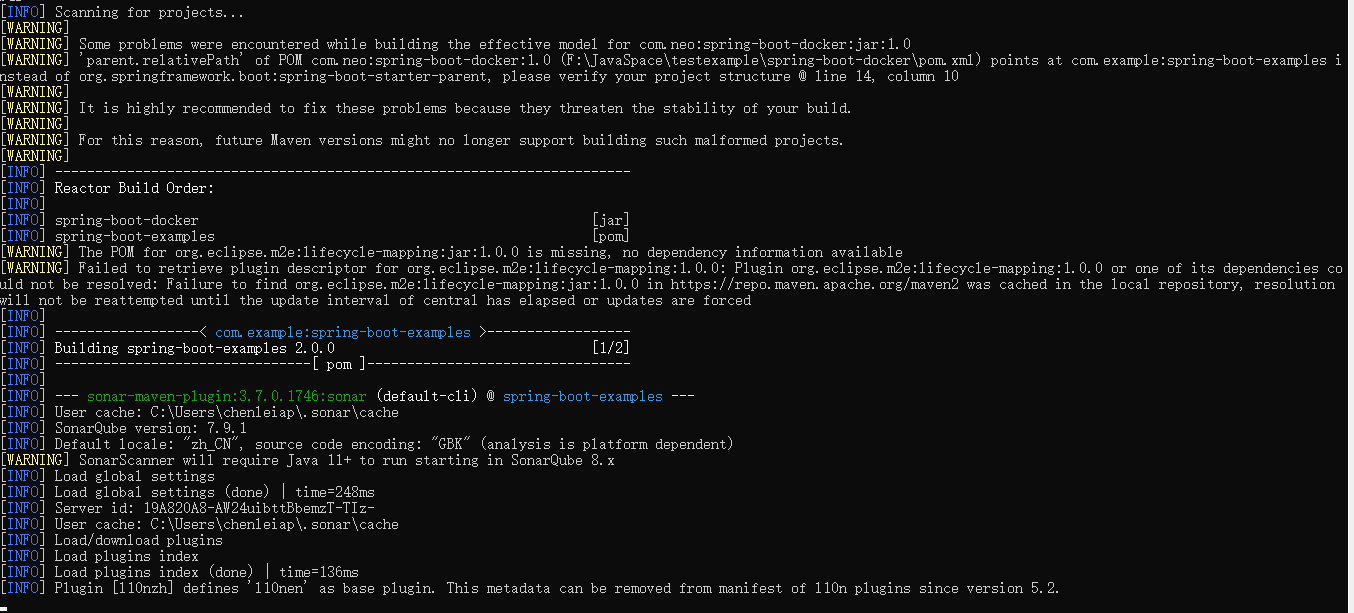 [INFO] Scanning for projects...
[WARNING]
[WARNING] Some problems were encountered while building the effective model for com.neo:spring-boot-docker:jar:1.0
[WARNING] 'parent.relativePath' of POM com.neo:spring-boot-docker:1.0 (F:\JavaSpace\testexample\spring-boot-docker\pom.xml) points at com.example:spring-boot-examples i
nstead of org.springframework.boot:spring-boot-starter-parent, please verify your project structure @ line 14, column 10
[WARNING]
[WARNING] It is highly recommended to fix these problems because they threaten the stability of your build.
[WARNING]
[WARNING] For this reason, future Maven versions might no longer support building such malformed projects.
[WARNING]
[INFO] ------------------------------------------------------------------------
[INFO] Reactor Build Order:
[INFO]
[INFO] spring-boot-docker [jar]
[INFO] spring-boot-examples [pom]
[WARNING] The POM for org.eclipse.m2e:lifecycle-mapping:jar:1.0.0 is missing, no dependency information available
[WARNING] Failed to retrieve plugin descriptor for org.eclipse.m2e:lifecycle-mapping:1.0.0: Plugin org.eclipse.m2e:lifecycle-mapping:1.0.0 or one of its dependencies co
uld not be resolved: Failure to find org.eclipse.m2e:lifecycle-mapping:jar:1.0.0 in https://repo.maven.apache.org/maven2 was cached in the local repository, resolution
will not be reattempted until the update interval of central has elapsed or updates are forced
[INFO]
[INFO] ------------------< com.example:spring-boot-examples >------------------
[INFO] Building spring-boot-examples 2.0.0 [1/2]
[INFO] --------------------------------[ pom ]---------------------------------
[INFO]
[INFO] --- sonar-maven-plugin:3.7.0.1746:sonar (default-cli) @ spring-boot-examples ---
[INFO] User cache: C:\Users\chenleiap\.sonar\cache
[INFO] SonarQube version: 7.9.1
[INFO] Default locale: "zh_CN", source code encoding: "GBK" (analysis is platform dependent)
[WARNING] SonarScanner will require Java 11+ to run starting in SonarQube 8.x
[INFO] Load global settings
[INFO] Load global settings (done) | time=248ms
[INFO] Server id: 19A820A8-AW24uibttBbemzT-TIz-
[INFO] User cache: C:\Users\chenleiap\.sonar\cache
[INFO] Load/download plugins
[INFO] Load plugins index
[INFO] Load plugins index (done) | time=136ms
[INFO] Plugin [l10nzh] defines 'l10nen' as base plugin. This metadata can be removed from manifest of l10n plugins since version 5.2.